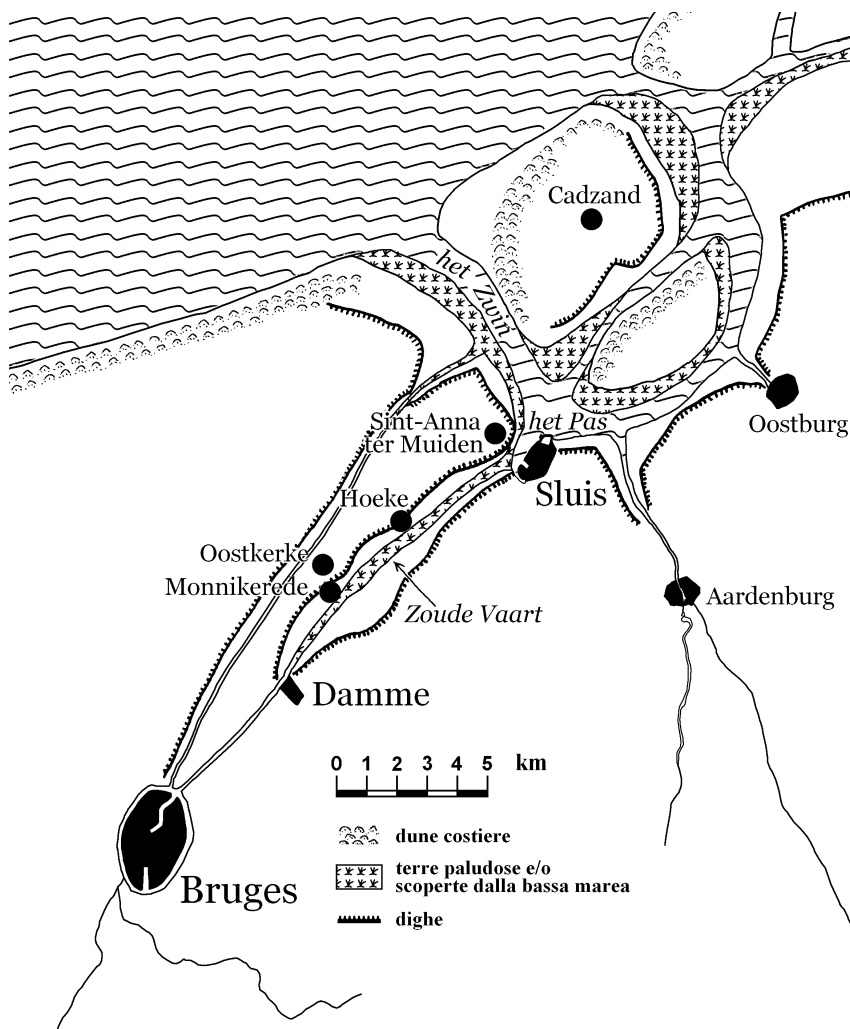 Cadzand
het Zwin
Oostburg
Sint-Anna
ter Muiden
het Pas
Sluis
Hoeke
Oostkerke
Monnikerede
Zoude Vaart
Aardenburg
Damme
0 1 2 3 4 5 km
dune costiere
terre paludose e/o
scoperte dalla bassa marea
dighe
Bruges